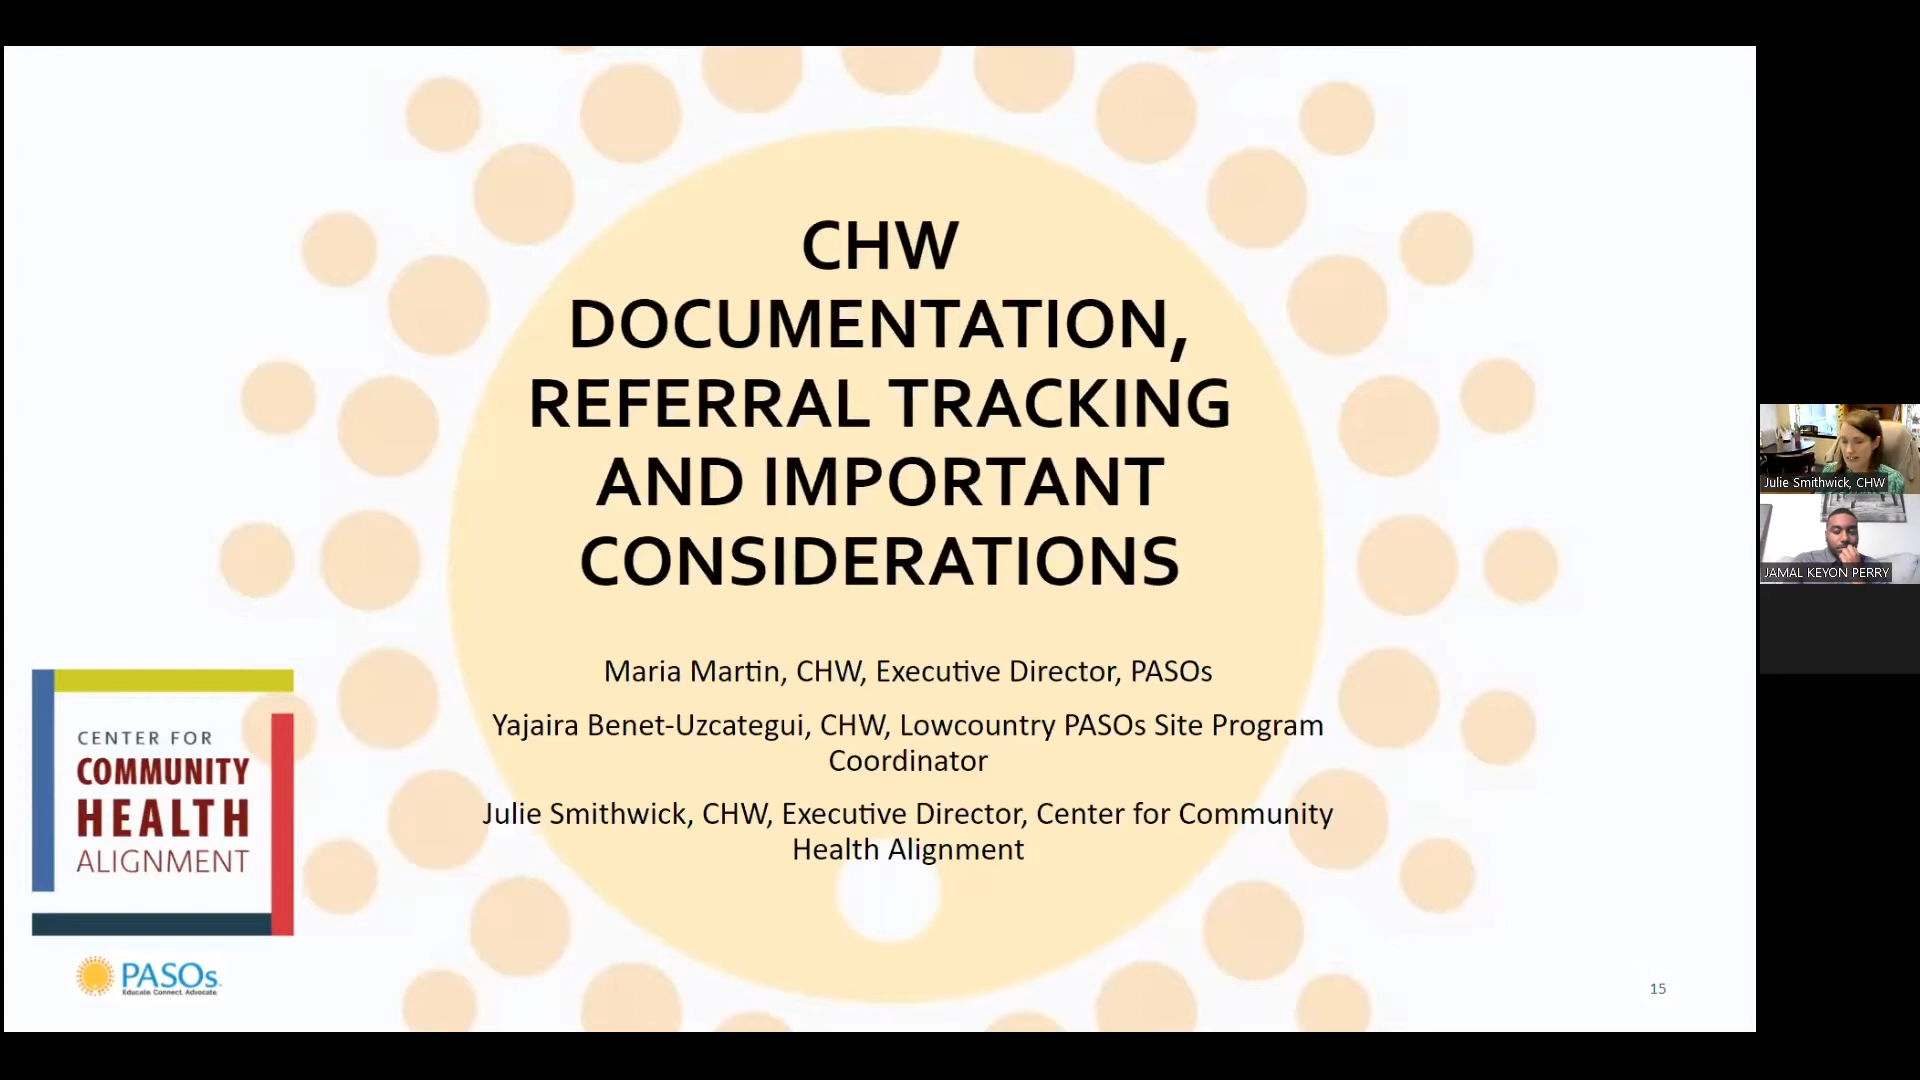 CHW
DOCUMENTATION,
REFERRAL TRACKING
AND IMPORTANT
CONSIDERATIONS
Maria Martin, CHW, Executive Director, PASOs
Yajaira Benet-Uzcategui, CHW, Lowcountry PASOs Site Program
Coordinator
Julie Smithwick, CHW, Executive Director, Center for Community
Health Alignment
CENTER FOR
COMMUNITY
HEALTH
ALIGNMENT
PASOs
Educate. Connect. Advocate.
15
Julie Smithwick, CHW
JAMAL KEYON PERRY